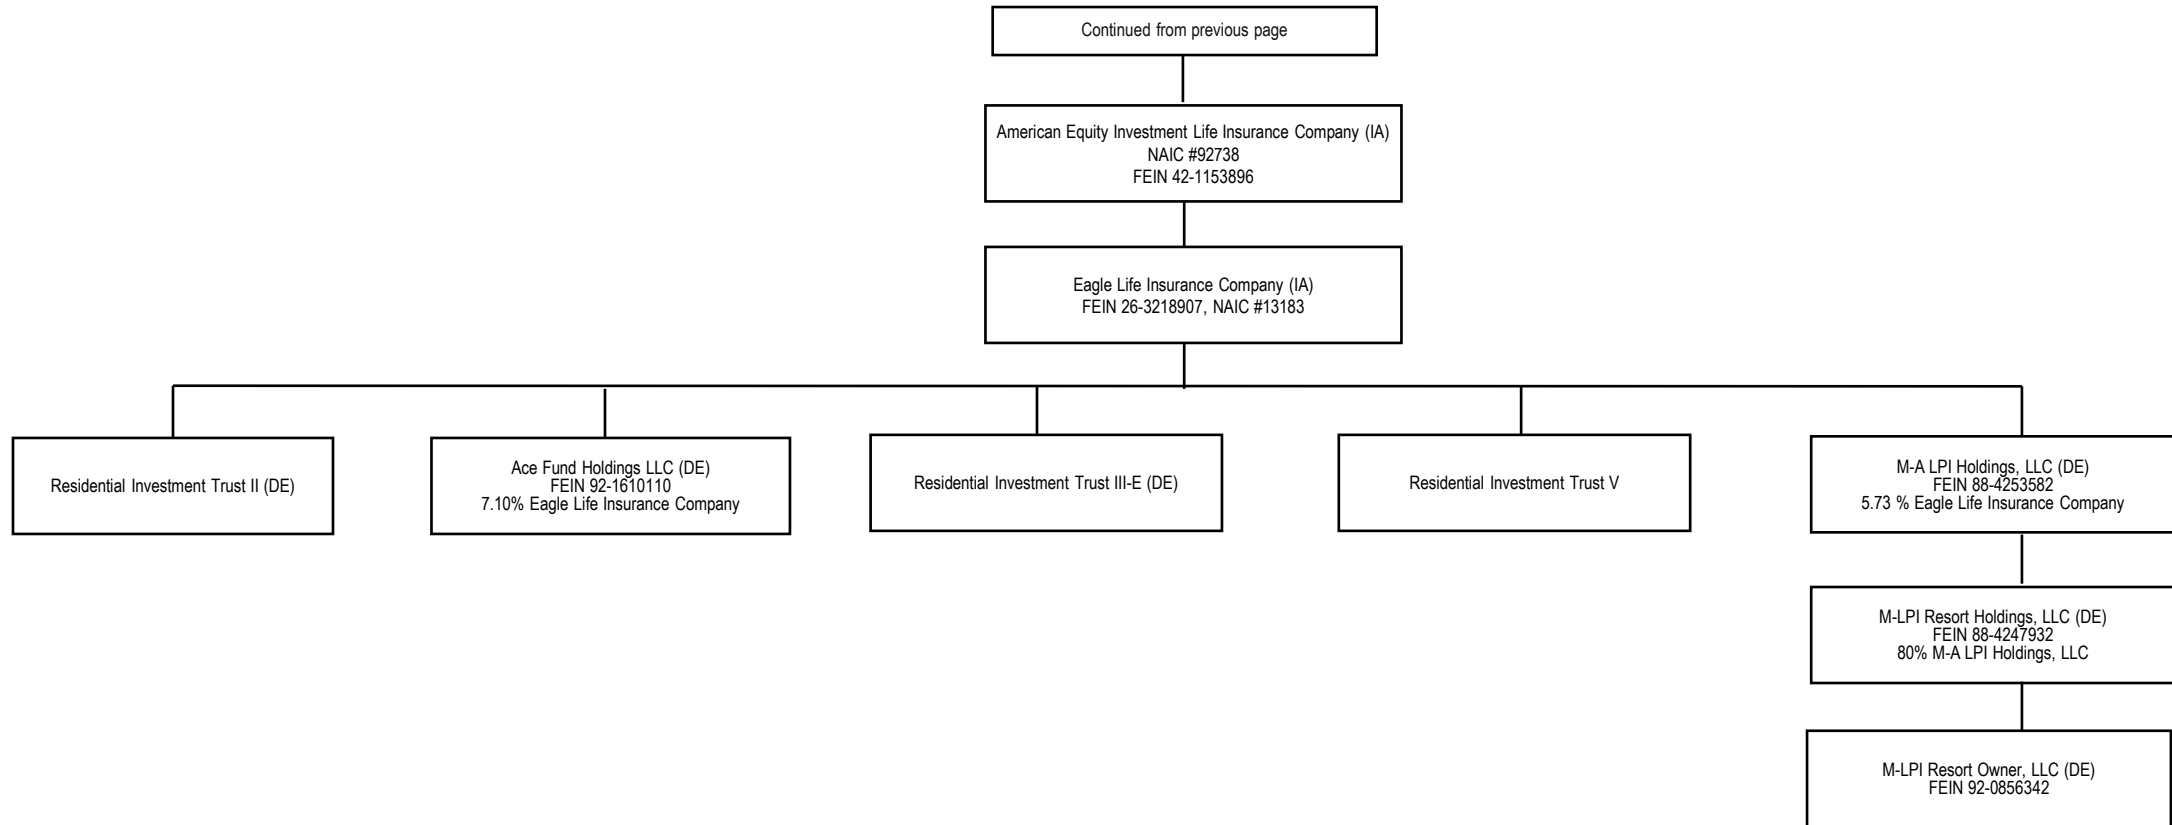 Continued from previous page
American Equity Investment Life Insurance Company (IA)
NAIC #92738
FEIN 42-1153896
Eagle Life Insurance Company (IA)
FEIN 26-3218907, NAIC #13183
Residential Investment Trust II (DE)
Ace Fund Holdings LLC (DE)
FEIN 92-1610110
7.10% Eagle Life Insurance Company
Residential Investment Trust III-E (DE)
Residential Investment Trust V
M-A LPI Holdings, LLC (DE)
FEIN 88-4253582
5.73 % Eagle Life Insurance Company
M-LPI Resort Holdings, LLC (DE)
FEIN 88-4247932
80% M-A LPI Holdings, LLC
M-LPI Resort Owner, LLC (DE)
FEIN 92-0856342